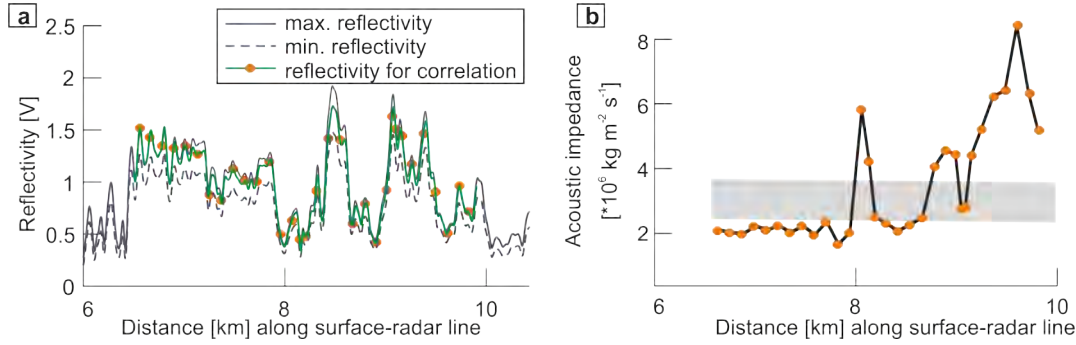 a
2.5
2
1.5
1
0.5
0
Reflectivity [V]
max. reflectivity
min. reflectivity
reflectivity for correlation
6
8
10
Distance [km] along surface-radar line
b
8
6
4
2
Acoustic impedance
[*10⁶ kg m⁻² s⁻¹]
6
8
10
Distance [km] along surface-radar line